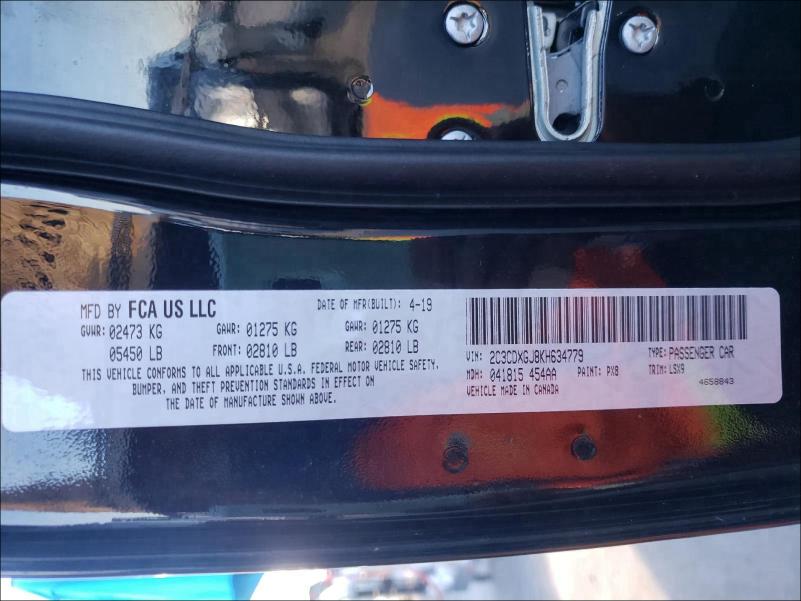 MFD BY FCA US LLC DATE OF MFR(BUILT): 4-19
GVWR: 02473 KG GAWR: 01275 KG GAWR: 01275 KG
05450 LB FRONT: 02810 LB REAR: 02810 LB
THIS VEHICLE CONFORMS TO ALL APPLICABLE U.S.A. FEDERAL MOTOR VEHICLE SAFETY,
BUMPER, AND THEFT PREVENTION STANDARDS IN EFFECT ON
THE DATE OF MANUFACTURE SHOWN ABOVE.
VIN: 2C3CDXGJ8KH634779 TYPE: PASSENGER CAR
MDH: 041815 454AA PAINT: PX8 TRIM: LSX9
VEHICLE MADE IN CANADA 4658843